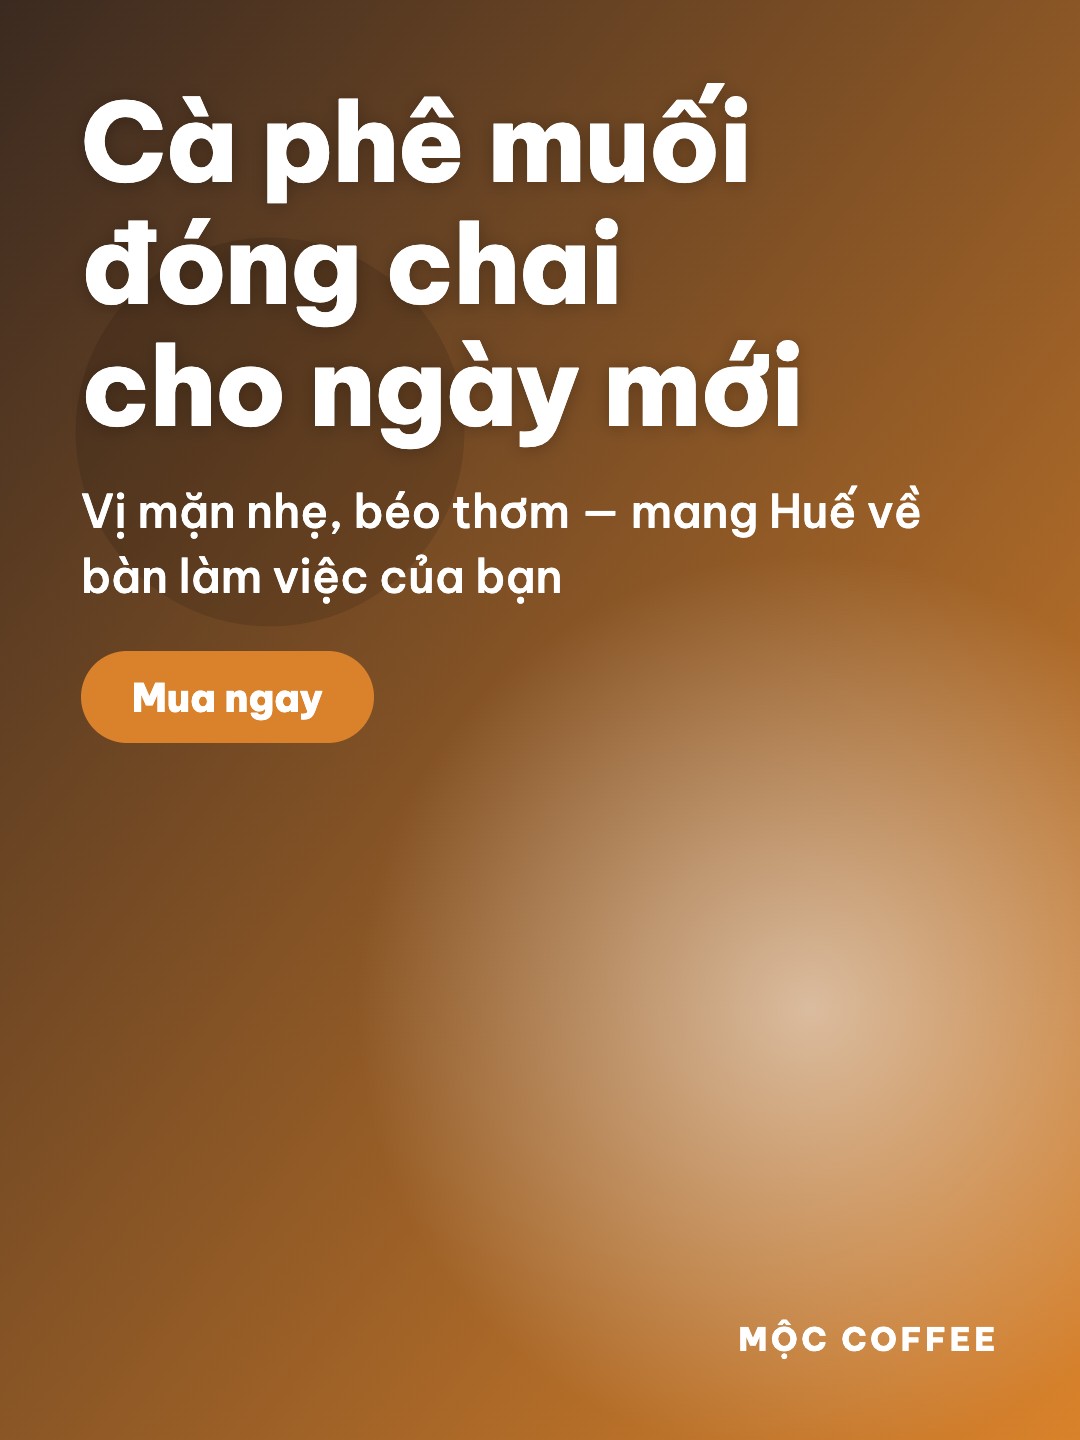 Cà phê muối
đóng chai
cho ngày mới
Vị mặn nhẹ, béo thơm — mang Huế về
bàn làm việc của bạn
Mua ngay
MỘC COFFEE